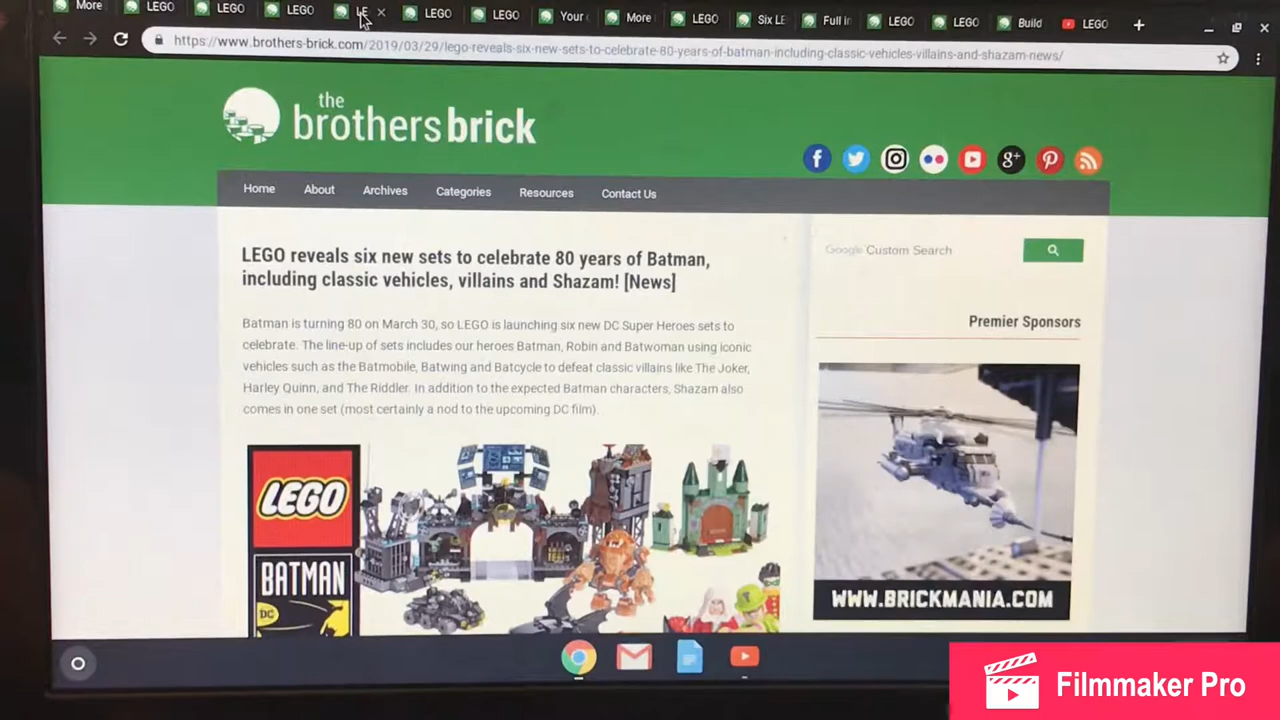 More LEGO LEGO LEGO LE LEGO LEGO Your More LEGO Six LE Full in LEGO LEGO Build LEGO
https://www.brothers-brick.com/2019/03/29/lego-reveals-six-new-sets-to-celebrate-80-years-of-batman-including-classic-vehicles-villains-and-shazam-news/
the
brothers brick
Home About Archives Categories Resources Contact Us
LEGO reveals six new sets to celebrate 80 years of Batman,
including classic vehicles, villains and Shazam! [News]
Batman is turning 80 on March 30, so LEGO is launching six new DC Super Heroes sets to
celebrate. The line-up of sets includes our heroes Batman, Robin and Batwoman using iconic
vehicles such as the Batmobile, Batwing and Batcycle to defeat classic villains like The Joker,
Harley Quinn, and The Riddler. In addition to the expected Batman characters, Shazam also
comes in one set (most certainly a nod to the upcoming DC film).
LEGO
BATMAN
DC
Google Custom Search
Premier Sponsors
WWW.BRICKMANIA.COM
Filmmaker Pro